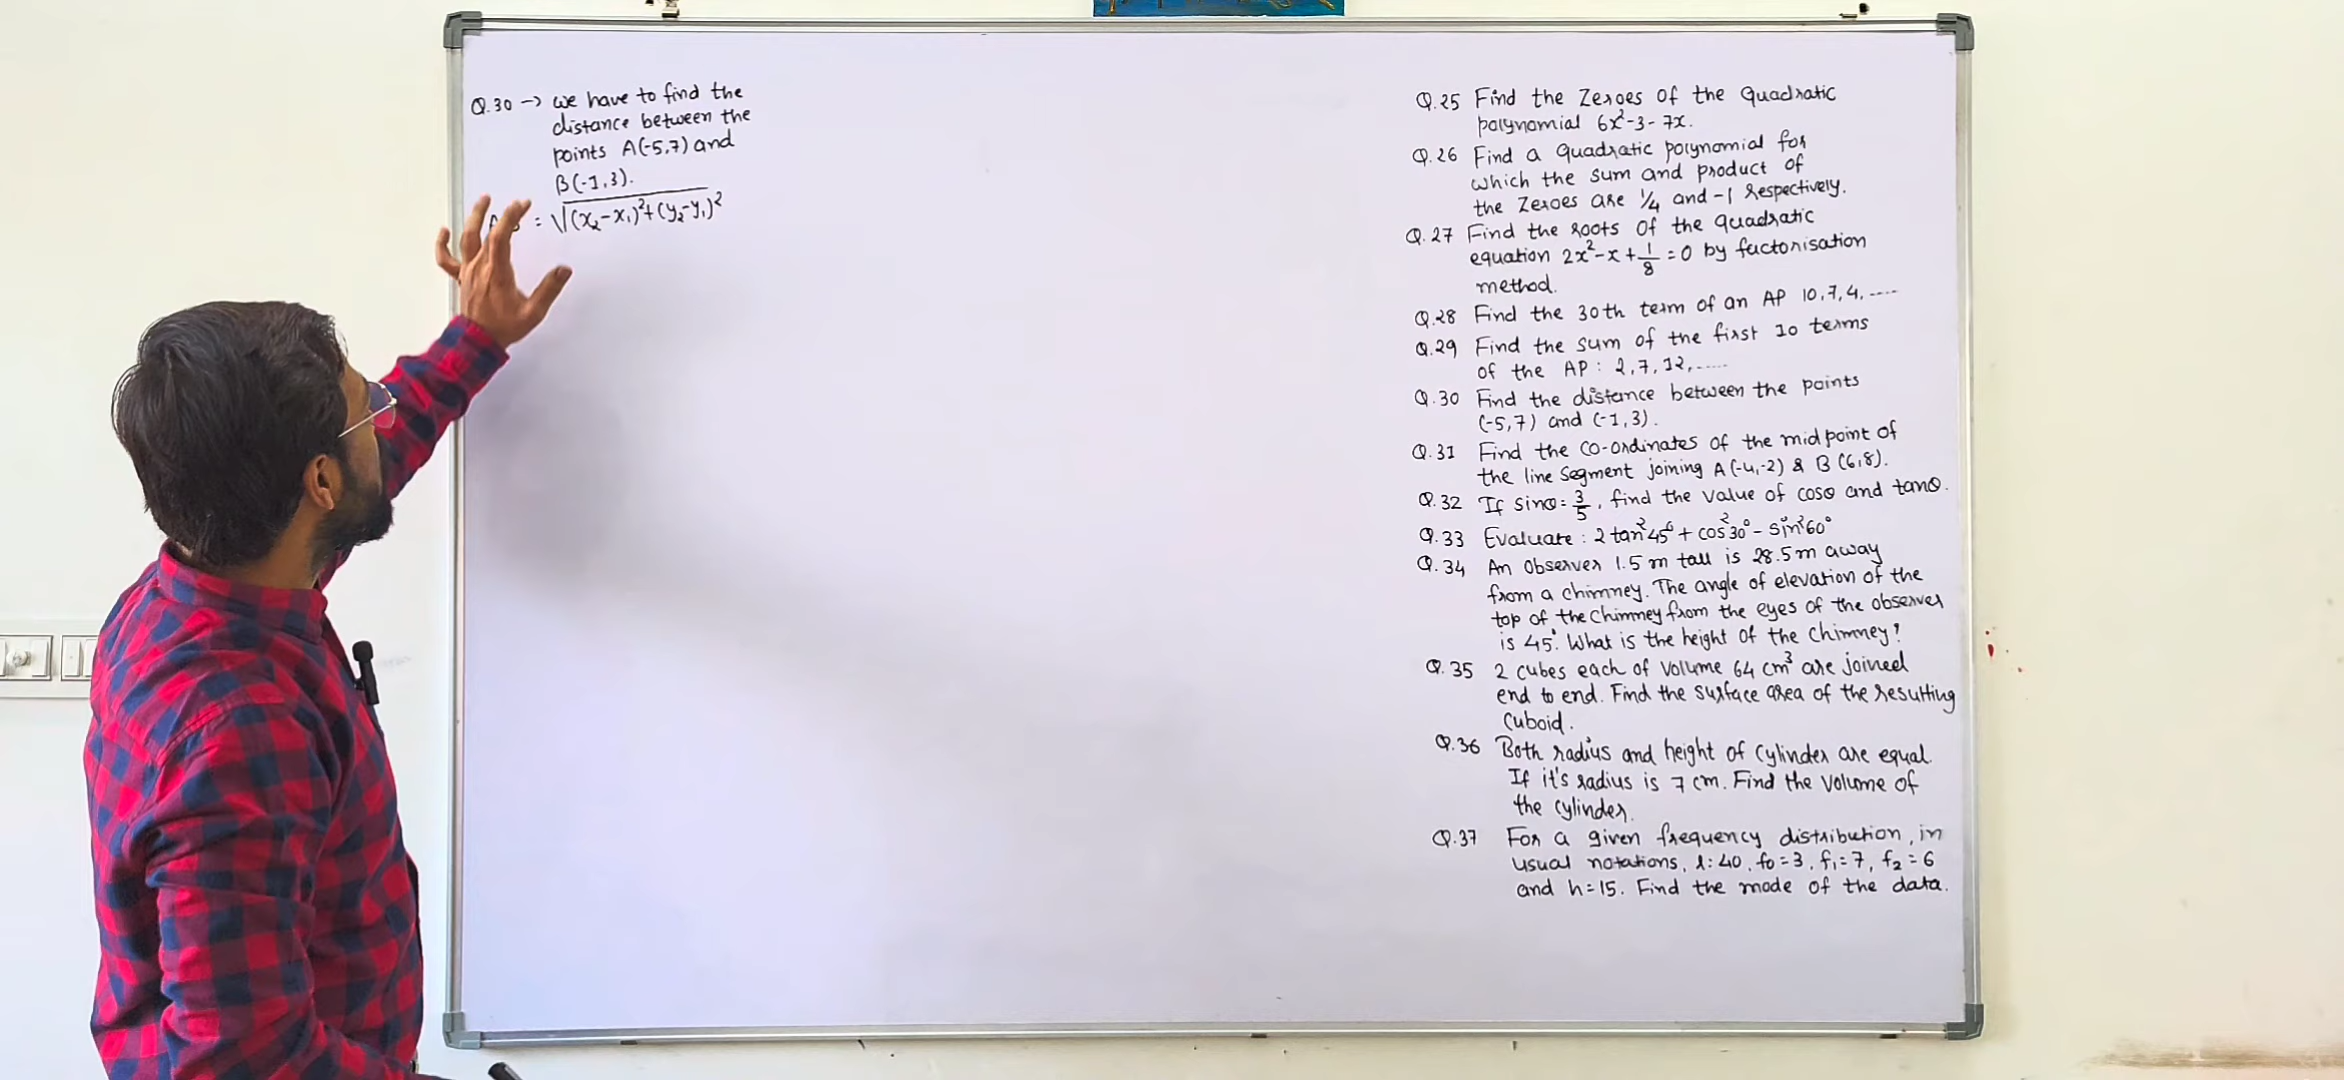 Q.30 → we have to find the
distance between the
points A(-5,7) and
B(-1,3).
= √(x₂-x₁)²+(y₂-y₁)²
Q.25 Find the Zeroes of the Quadratic
polynomial 6x²-3-7x.
Q.26 Find a Quadratic polynomial for
which the sum and product of
the Zeroes are 1/4 and -1 respectively.
Q.27 Find the roots of the quadratic
equation 2x²-x+1/8=0 by factorisation
method.
Q.28 Find the 30th term of an AP 10,7,4,.....
Q.29 Find the sum of the first 10 terms
of the AP: 2,7,12,.....
Q.30 Find the distance between the points
(-5,7) and (-1,3).
Q.31 Find the co-ordinates of the midpoint of
the line segment joining A(-4,-2) & B(6,8).
Q.32 If sinθ=3/5, find the value of cosθ and tanθ.
Q.33 Evaluate: 2tan²45°+cos²30°-sin²60°
Q.34 An observer 1.5 m tall is 28.5m away
from a chimney. The angle of elevation of the
top of the chimney from the eyes of the observer
is 45°. What is the height of the chimney?
Q.35 2 cubes each of volume 64 cm³ are joined
end to end. Find the surface area of the resulting
cuboid.
Q.36 Both radius and height of cylinder are equal.
If it's radius is 7 cm. Find the volume of
the cylinder.
Q.37 For a given frequency distribution, in
usual notations, l=40, f₀=3, f₁=7, f₂=6
and h=15. Find the mode of the data.